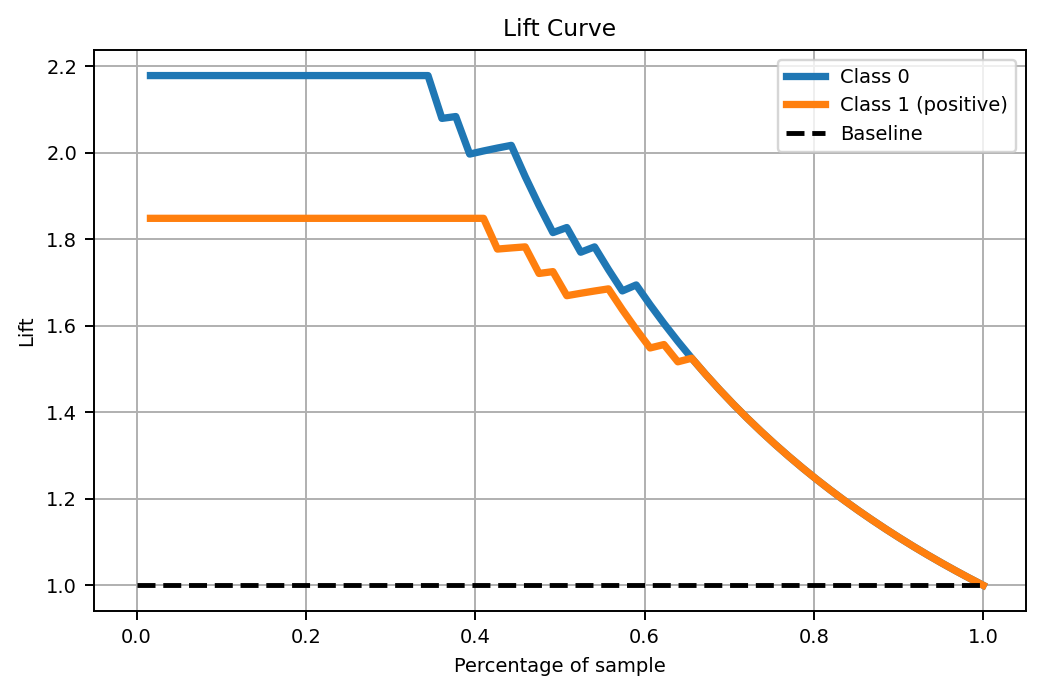 Lift Curve
2.2
2.0
1.8
1.6
1.4
1.2
1.0
Lift
Class 0
Class 1 (positive)
Baseline
0.0 0.2 0.4 0.6 0.8 1.0
Percentage of sample